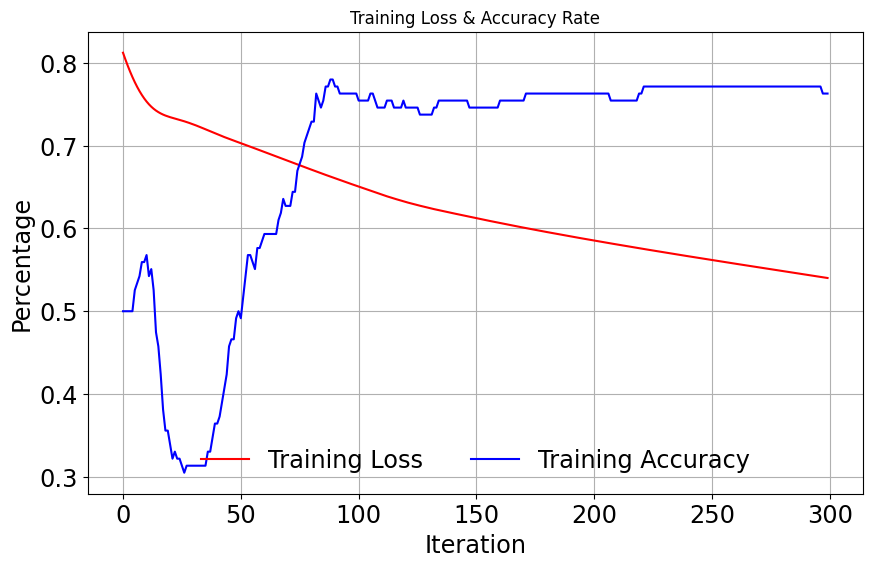 Training Loss & Accuracy Rate
0.8
0.7
0.6
0.5
0.4
0.3
Percentage
Training Loss Training Accuracy
0 50 100 150 200 250 300
Iteration